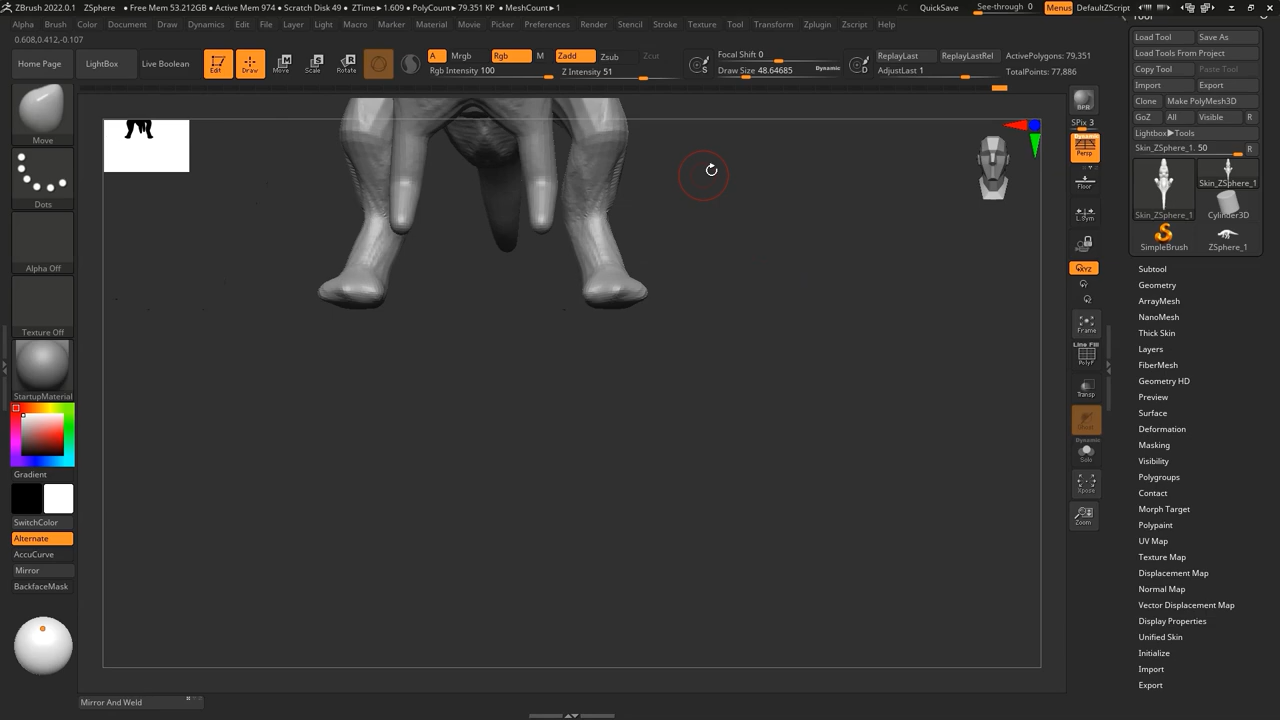 ZBrush 2022.0.1 ZSphere • Free Mem 53.212GB • Active Mem 974 • Scratch Disk 49 • ZTime▸1.609 • PolyCount▸79.351 KP • MeshCount▸1 AC QuickSave See-through 0 Menus DefaultZScript
Alpha Brush Color Document Draw Dynamics Edit File Layer Light Macro Marker Material Movie Picker Preferences Render Stencil Stroke Texture Tool Transform Zplugin Zscript Help
Tool
0.608,0.412,-0.107
Home Page LightBox Live Boolean Edit Draw Move Scale Rotate
A Mrgb Rgb M Zadd Zsub Zcut
Rgb Intensity 100 Z Intensity 51
S Focal Shift 0
Draw Size 48.64685 Dynamic
D ReplayLast ReplayLastRel
AdjustLast 1
ActivePolygons: 79,351
TotalPoints: 77,886
Load Tool Save As
Load Tools From Project
Copy Tool Paste Tool
Import Export
Clone Make PolyMesh3D
GoZ All Visible R
Lightbox▸Tools
Skin_ZSphere_1. 50 R
Skin_ZSphere_1 Skin_ZSphere_1
Cylinder3D
SimpleBrush ZSphere_1
Subtool
Geometry
ArrayMesh
NanoMesh
Thick Skin
Layers
FiberMesh
Geometry HD
Preview
Surface
Deformation
Masking
Visibility
Polygroups
Contact
Morph Target
Polypaint
UV Map
Texture Map
Displacement Map
Normal Map
Vector Displacement Map
Display Properties
Unified Skin
Initialize
Import
Export
BPR
SPix 3
Dynamic
Persp
Floor
L.Sym
XYZ
Frame
Line Fill
PolyF
Transp
Ghost
Dynamic
Solo
Xpose
Zoom
Move
Dots
Alpha Off
Texture Off
StartupMaterial
Gradient
SwitchColor
Alternate
AccuCurve
Mirror
BackfaceMask
Mirror And Weld